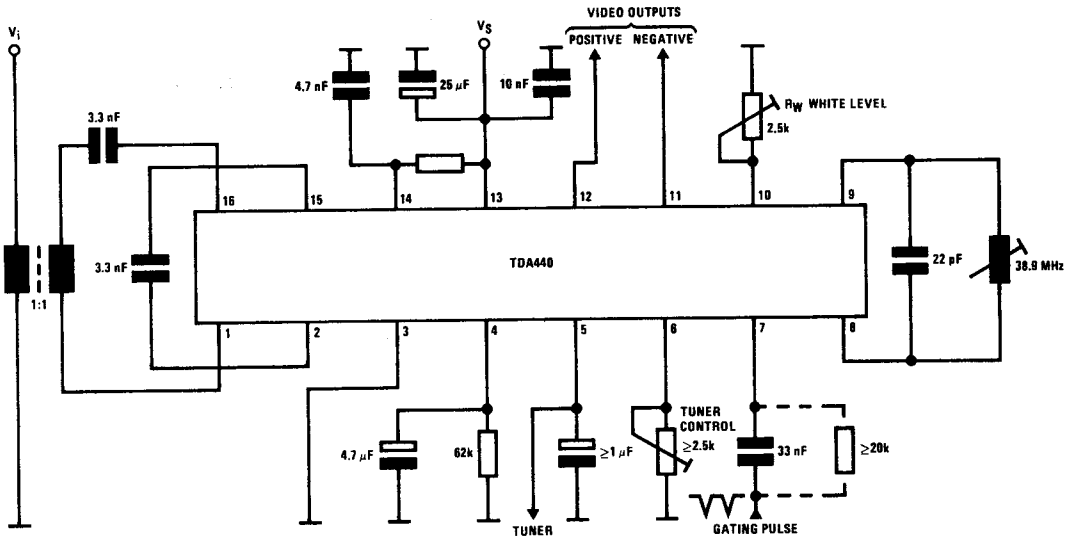 VIDEO OUTPUTS
POSITIVE NEGATIVE
Vi
VS
4.7 nF
25 μF
10 nF
RW WHITE LEVEL
2.5k
3.3 nF
16
15
14
13
12
11
10
9
3.3 nF
TDA440
22 pF
38.9 MHz
1:1
1
2
3
4
5
6
7
8
4.7 μF
62k
≥1 μF
TUNER
CONTROL
≥2.5k
33 nF
≥20k
TUNER
GATING PULSE